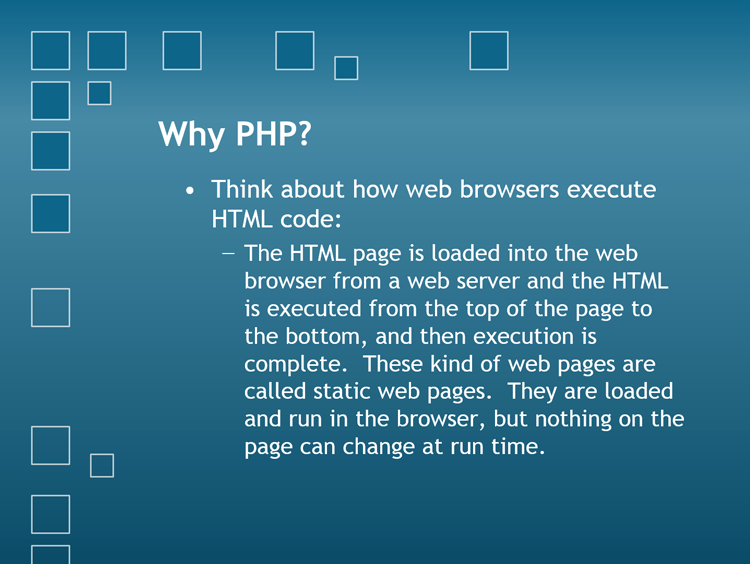 Why PHP?
• Think about how web browsers execute
HTML code:
– The HTML page is loaded into the web
browser from a web server and the HTML
is executed from the top of the page to
the bottom, and then execution is
complete.  These kind of web pages are
called static web pages.  They are loaded
and run in the browser, but nothing on the
page can change at run time.